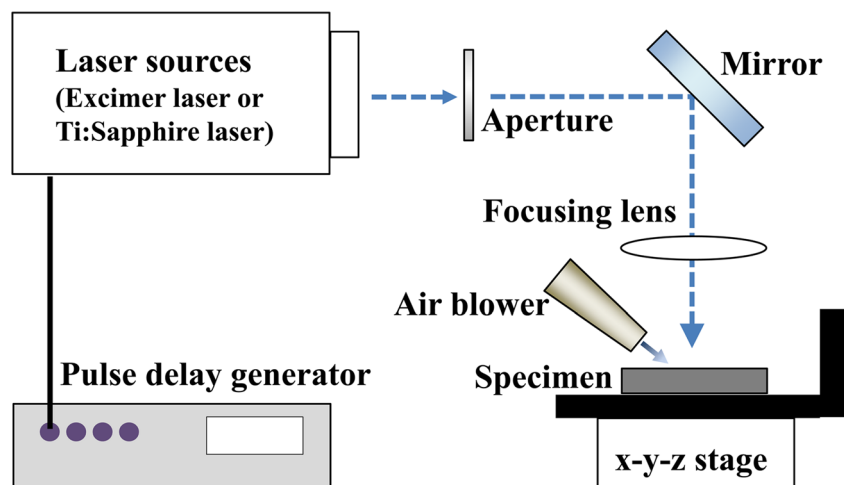 Laser sources
(Excimer laser or
Ti:Sapphire laser)
Mirror
Aperture
Focusing lens
Air blower
Pulse delay generator
Specimen
x-y-z stage